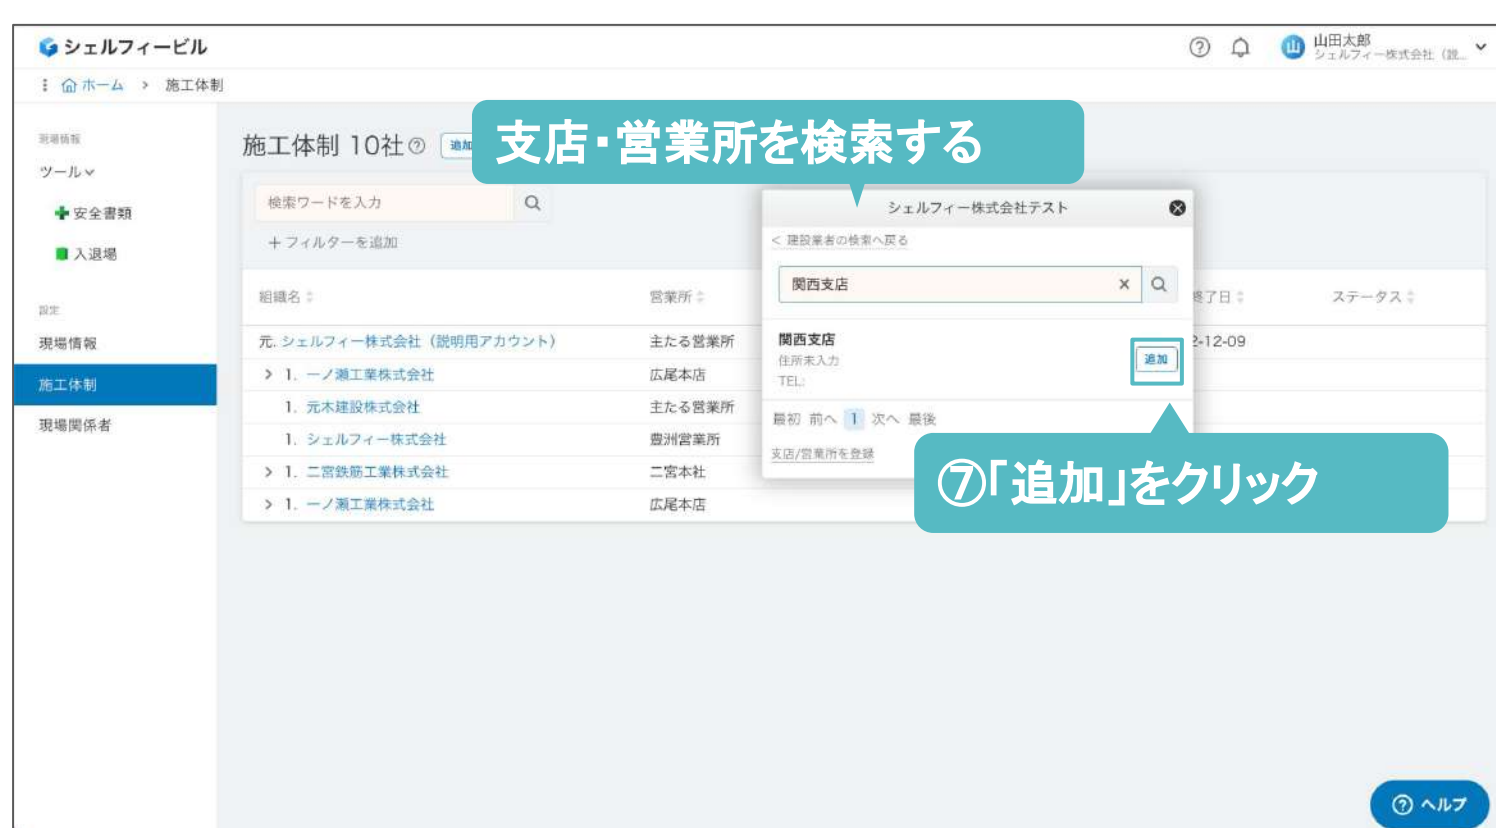 シェルフィービル
山田太郎
シェルフィー株式会社（説...
ホーム > 施工体制
現場情報
ツール
安全書類
入退場
設定
現場情報
施工体制
現場関係者
施工体制 10社
追加
支店・営業所を検索する
検索ワードを入力
+ フィルターを追加
組織名
営業所
終了日
ステータス
元. シェルフィー株式会社（説明用アカウント） 主たる営業所
2-12-09
> 1. 一ノ瀬工業株式会社 広尾本店
1. 元木建設株式会社 主たる営業所
1. シェルフィー株式会社 豊洲営業所
> 1. 二宮鉄筋工業株式会社 二宮本社
> 1. 一ノ瀬工業株式会社 広尾本店
シェルフィー株式会社テスト
< 建設業者の検索へ戻る
関西支店
関西支店
住所未入力
TEL:
追加
最初 前へ 1 次へ 最後
支店/営業所を登録
⑦「追加」をクリック
ヘルプ